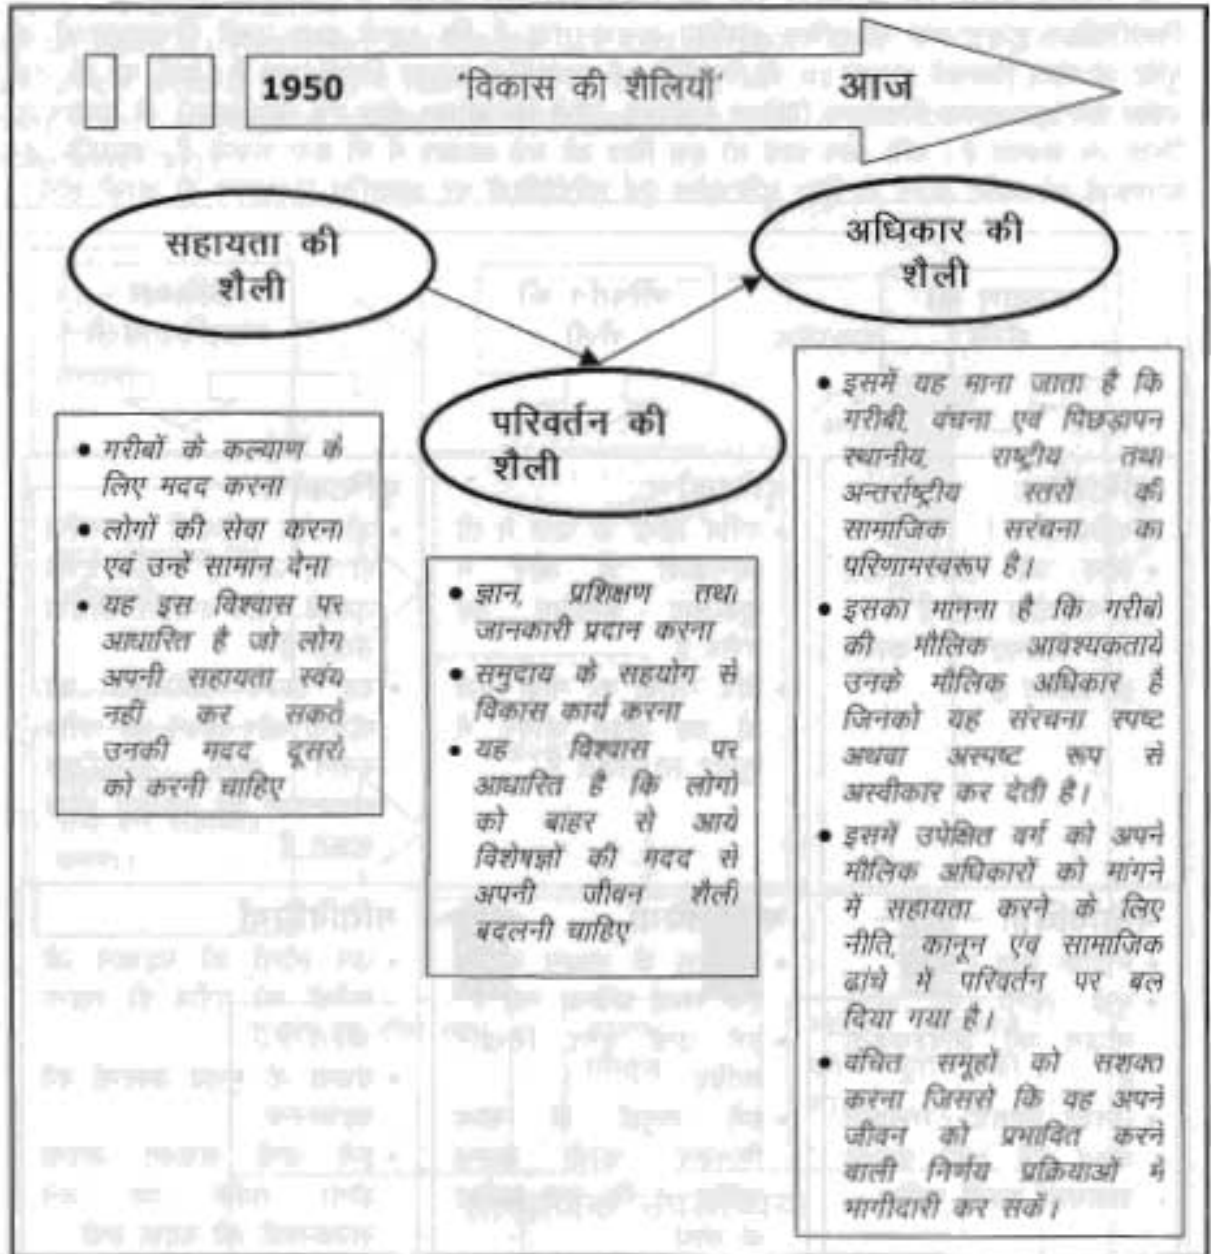 1950 'विकास की शैलियाँ' आज
सहायता की
शैली
अधिकार की
शैली
परिवर्तन की
शैली
• गरीबों के कल्याण के
लिए मदद करना
• लोगों की सेवा करना
एवं उन्हें सामान देना
• यह इस विश्वास पर
आधारित है जो लोग
अपनी सहायता स्वंय
नहीं कर सकते
उनकी मदद दूसरों
को करनी चाहिए
• ज्ञान, प्रशिक्षण तथा
जानकारी प्रदान करना
• समुदाय के सहयोग से
विकास कार्य करना
• यह विश्वास पर
आधारित है कि लोगों
को बाहर से आये
विशेषज्ञों की मदद से
अपनी जीवन शैली
बदलनी चाहिए
• इसमें यह माना जाता है कि
गरीबी, वंचना एवं पिछड़ापन
स्थानीय, राष्ट्रीय तथा
अन्तर्राष्ट्रीय स्तरों की
सामाजिक सरंचना का
परिणामस्वरूप है।
• इसका मानना है कि गरीबों
की मौलिक आवश्यकतायें
उनके मौलिक अधिकार है
जिनको यह संरचना स्पष्ट
अथवा अस्पष्ट रूप से
अस्वीकार कर देती है।
• इसमें उपेक्षित वर्ग को अपने
मौलिक अधिकारों को मांगने
में सहायता करने के लिए
नीति, कानून एवं सामाजिक
ढांचे में परिवर्तन पर बल
दिया गया है।
• वंचित समूहों को सशक्त
करना जिससे कि वह अपने
जीवन को प्रभावित करने
वाली निर्णय प्रक्रियाओं में
भागीदारी कर सकें।